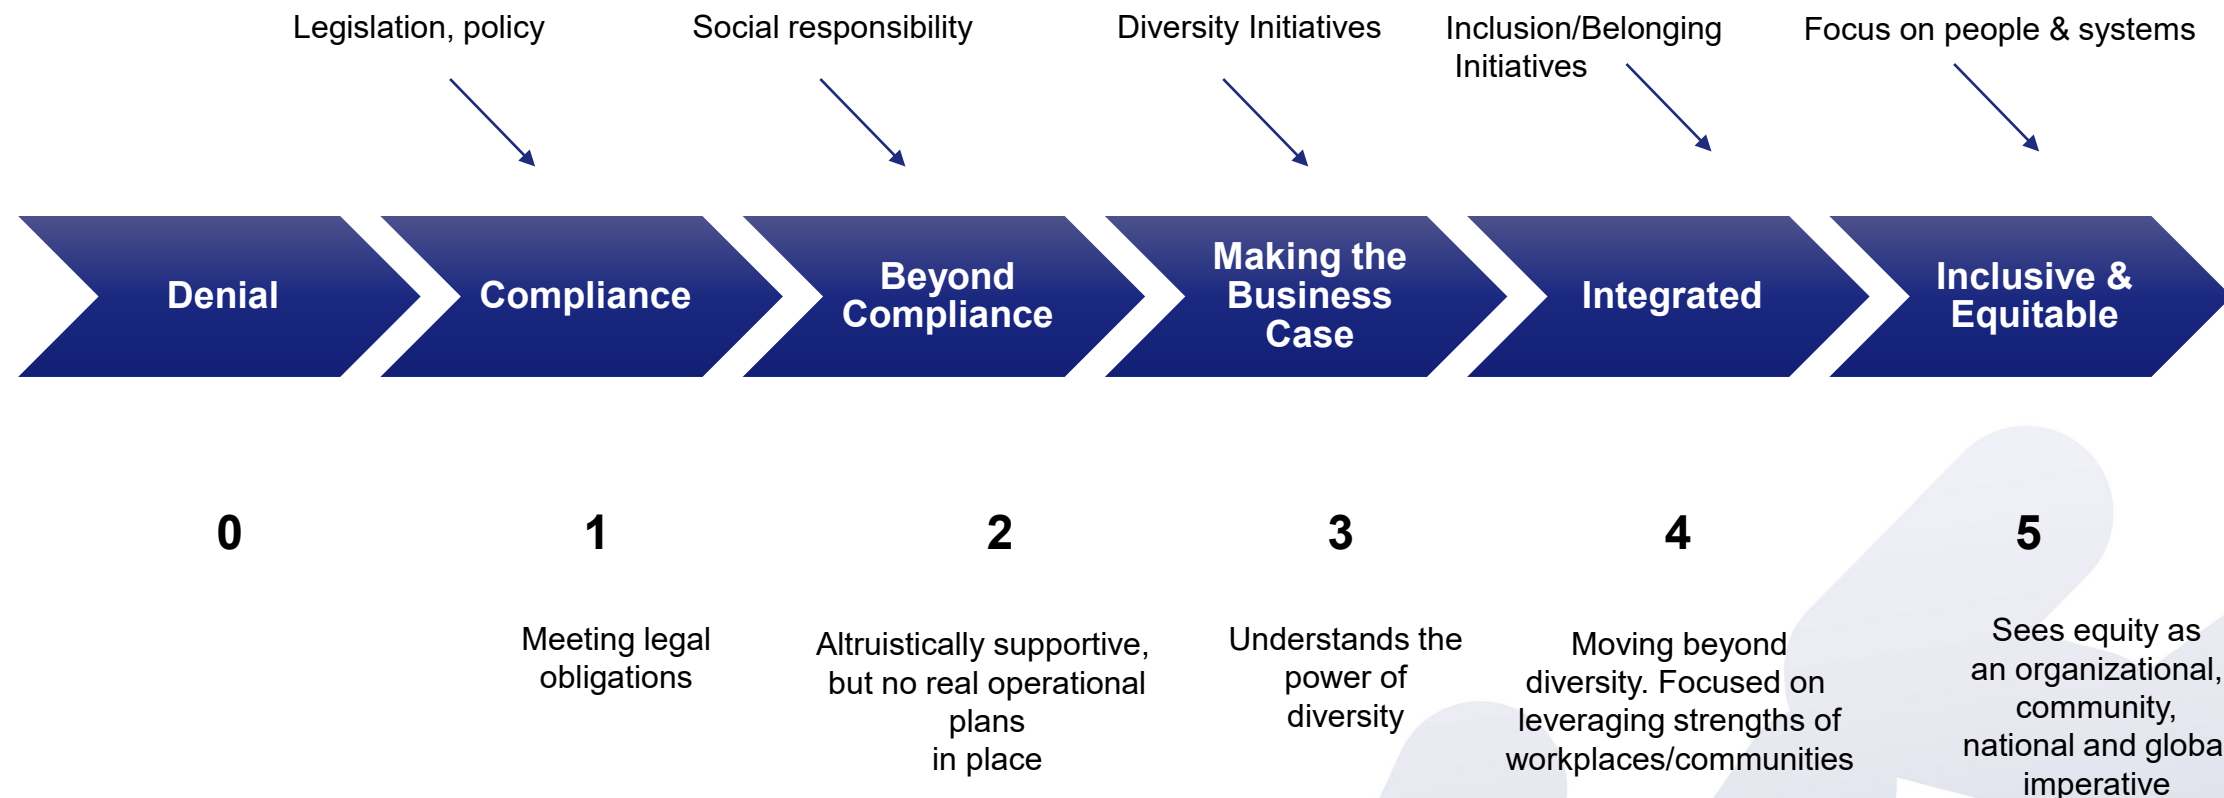 Legislation, policy
Social responsibility
Diversity Initiatives
Inclusion/Belonging
Initiatives
Focus on people & systems
Denial
Compliance
Beyond
Compliance
Making the
Business
Case
Integrated
Inclusive &
Equitable
0
1
2
3
4
5
Meeting legal
obligations
Altruistically supportive,
but no real operational
plans
in place
Understands the
power of
diversity
Moving beyond
diversity. Focused on
leveraging strengths of
workplaces/communities
Sees equity as
an organizational,
community,
national and globa
imperative